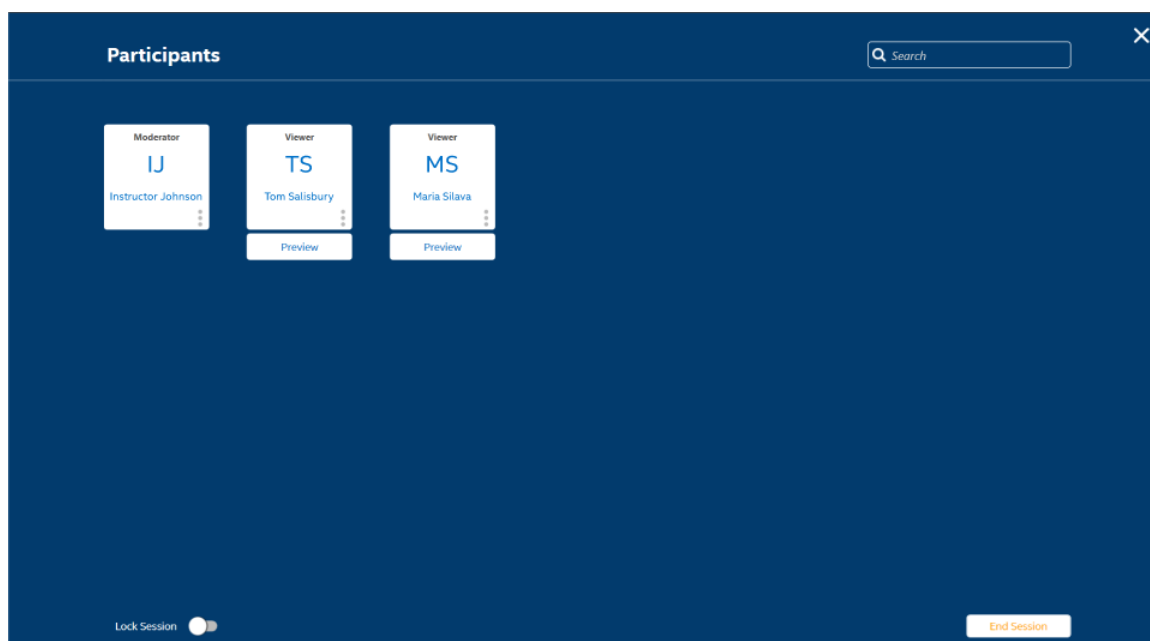 Participants
Search
Moderator
IJ
Instructor Johnson
Viewer
TS
Tom Salisbury
Preview
Viewer
MS
Maria Silava
Preview
Lock Session
End Session